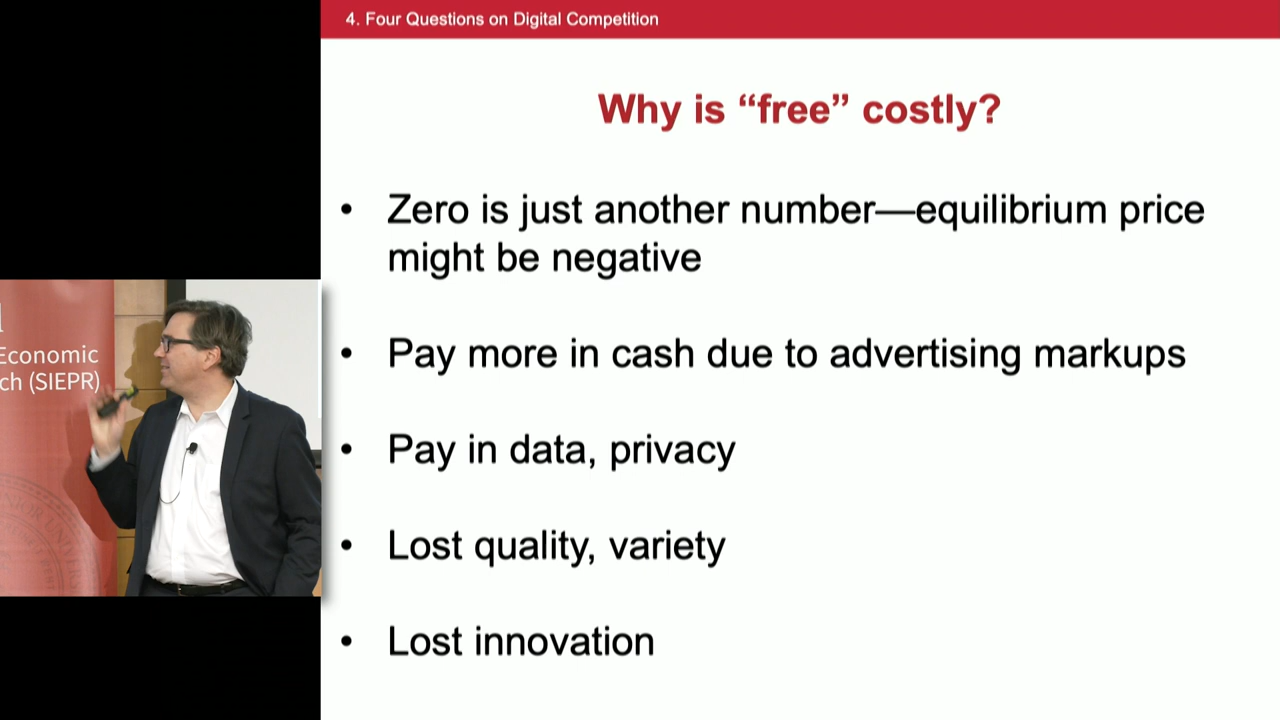 4. Four Questions on Digital Competition
Why is “free” costly?
• Zero is just another number—equilibrium price
might be negative
• Pay more in cash due to advertising markups
• Pay in data, privacy
• Lost quality, variety
• Lost innovation
Economic
ch (SIEPR)